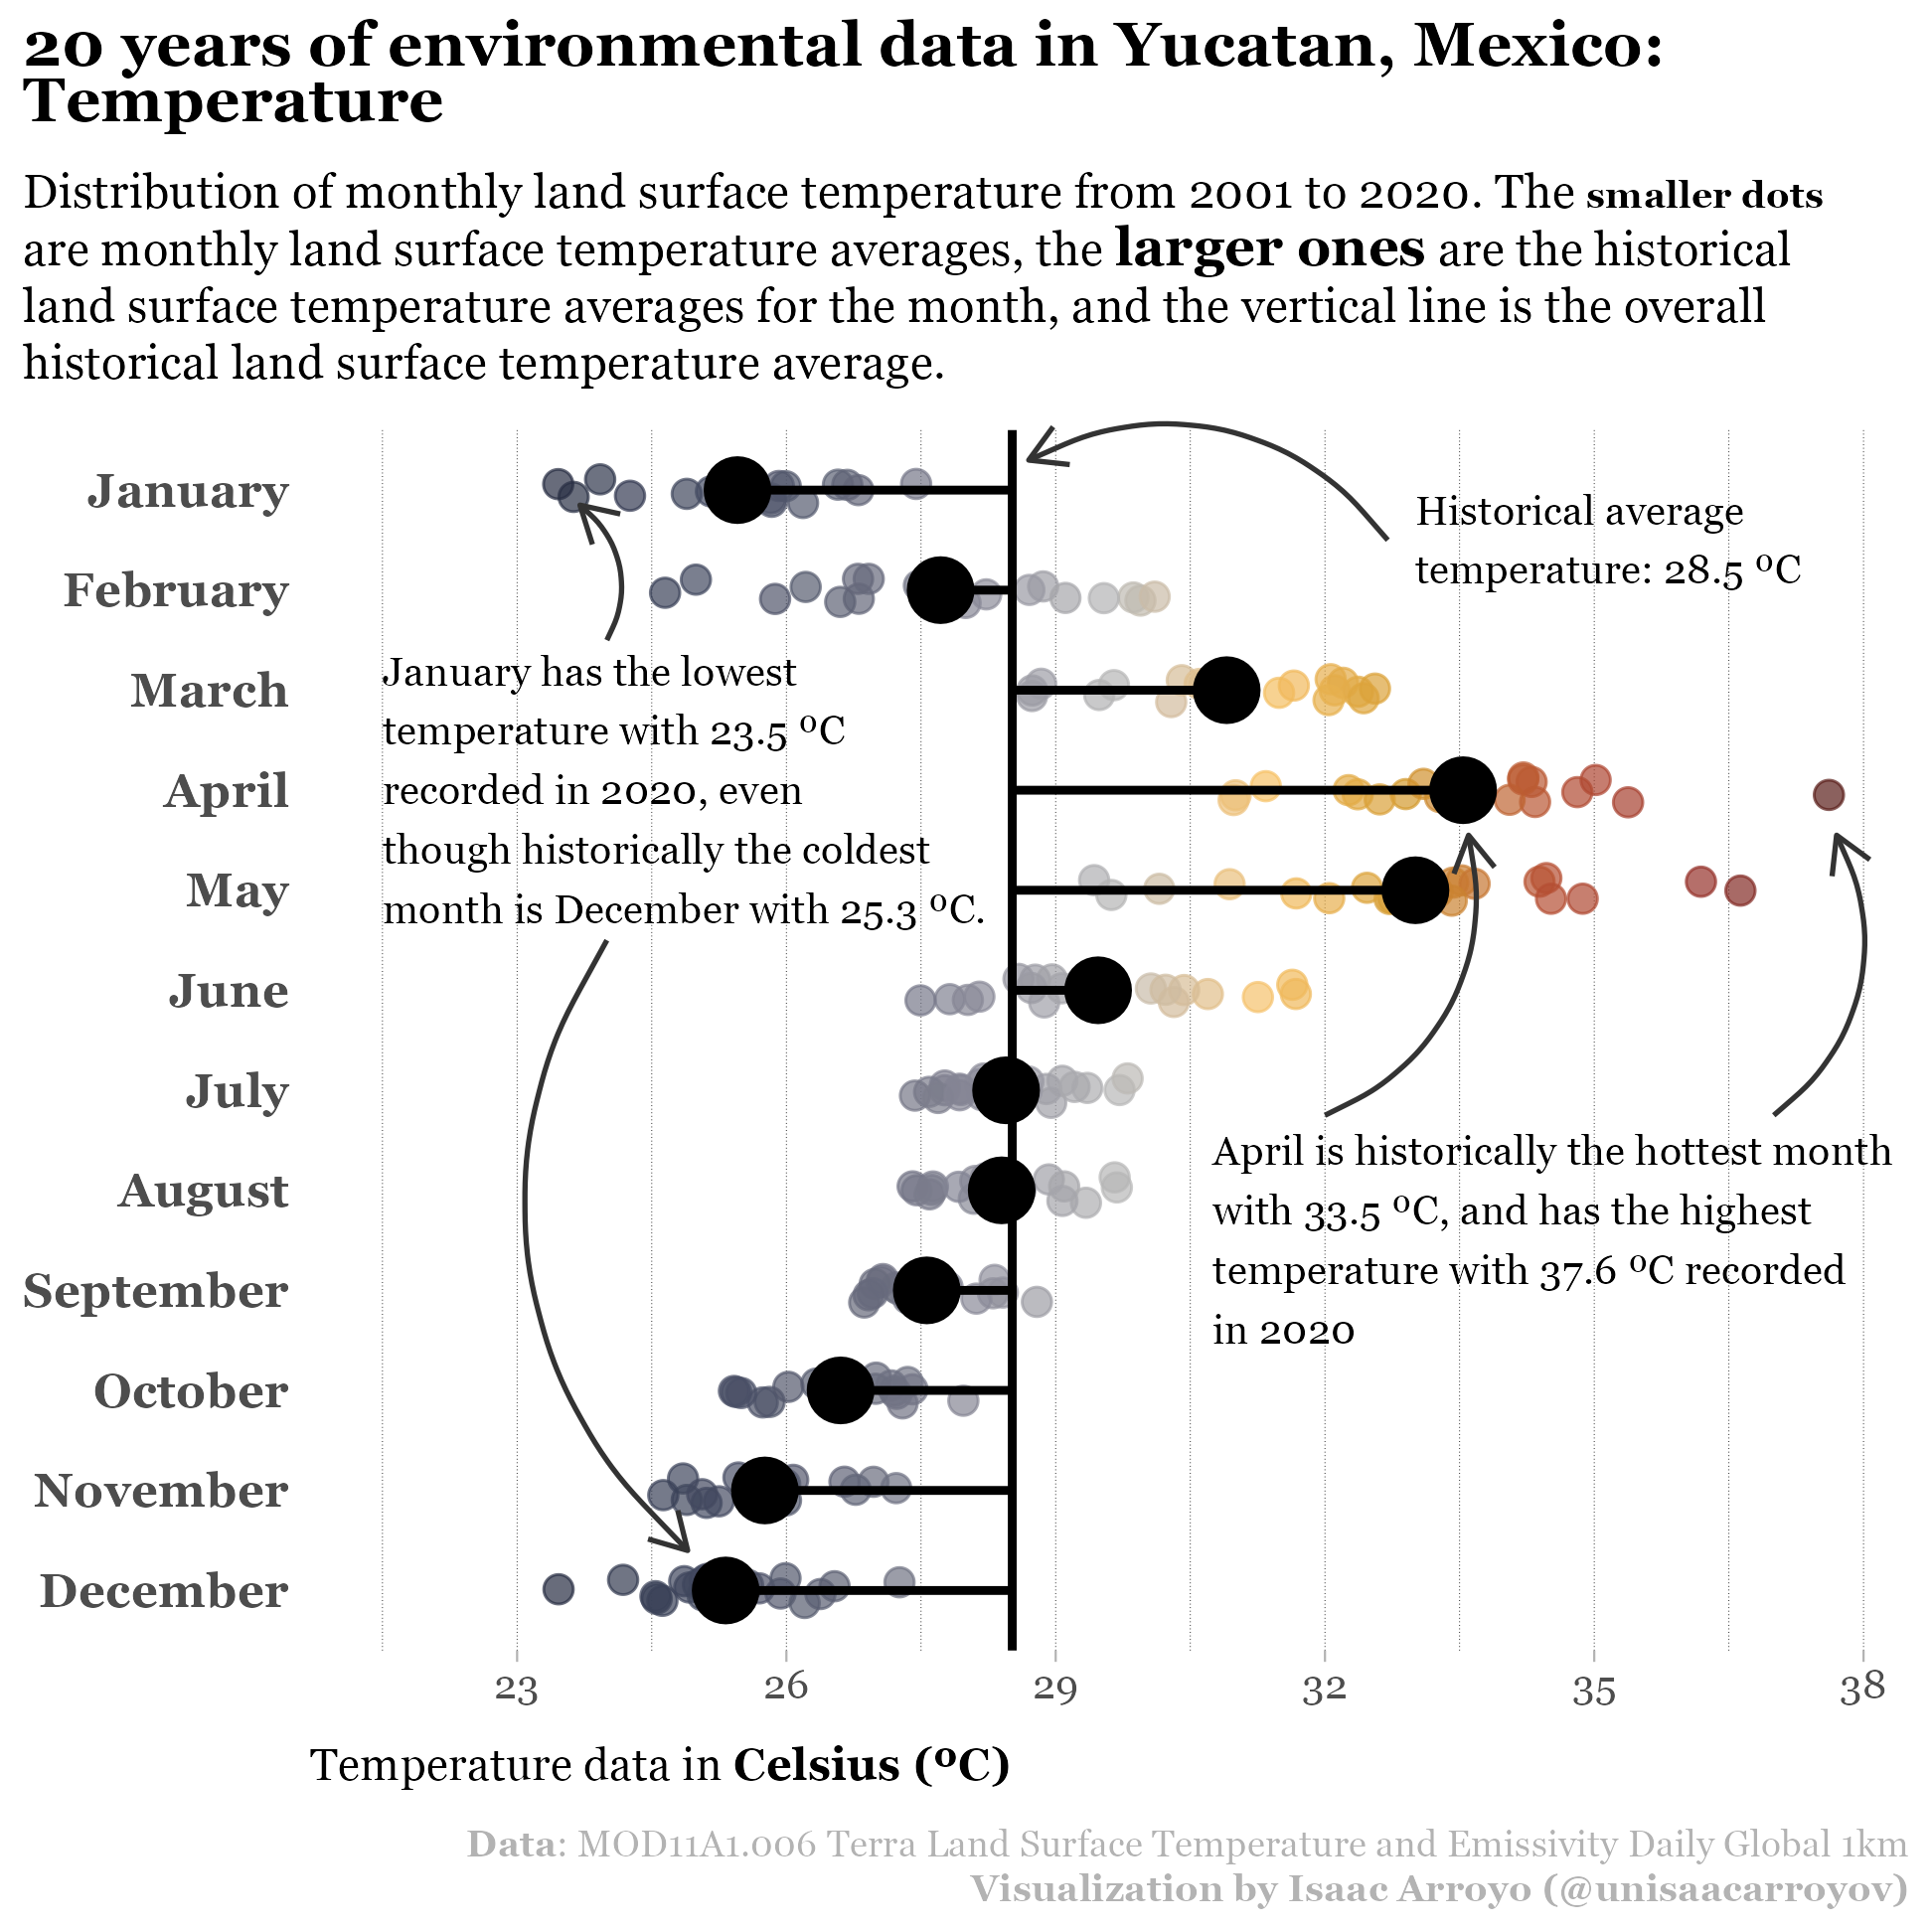 20 years of environmental data in Yucatan, Mexico:
Temperature
Distribution of monthly land surface temperature from 2001 to 2020. The smaller dots
are monthly land surface temperature averages, the larger ones are the historical
land surface temperature averages for the month, and the vertical line is the overall
historical land surface temperature average.
January
February
March
April
May
June
July
August
September
October
November
December
Historical average
temperature: 28.5 ºC
January has the lowest
temperature with 23.5 ºC
recorded in 2020, even
though historically the coldest
month is December with 25.3 ºC.
April is historically the hottest month
with 33.5 ºC, and has the highest
temperature with 37.6 ºC recorded
in 2020
23 26 29 32 35 38
Temperature data in Celsius (ºC)
Data: MOD11A1.006 Terra Land Surface Temperature and Emissivity Daily Global 1km
Visualization by Isaac Arroyo (@unisaacarroyov)